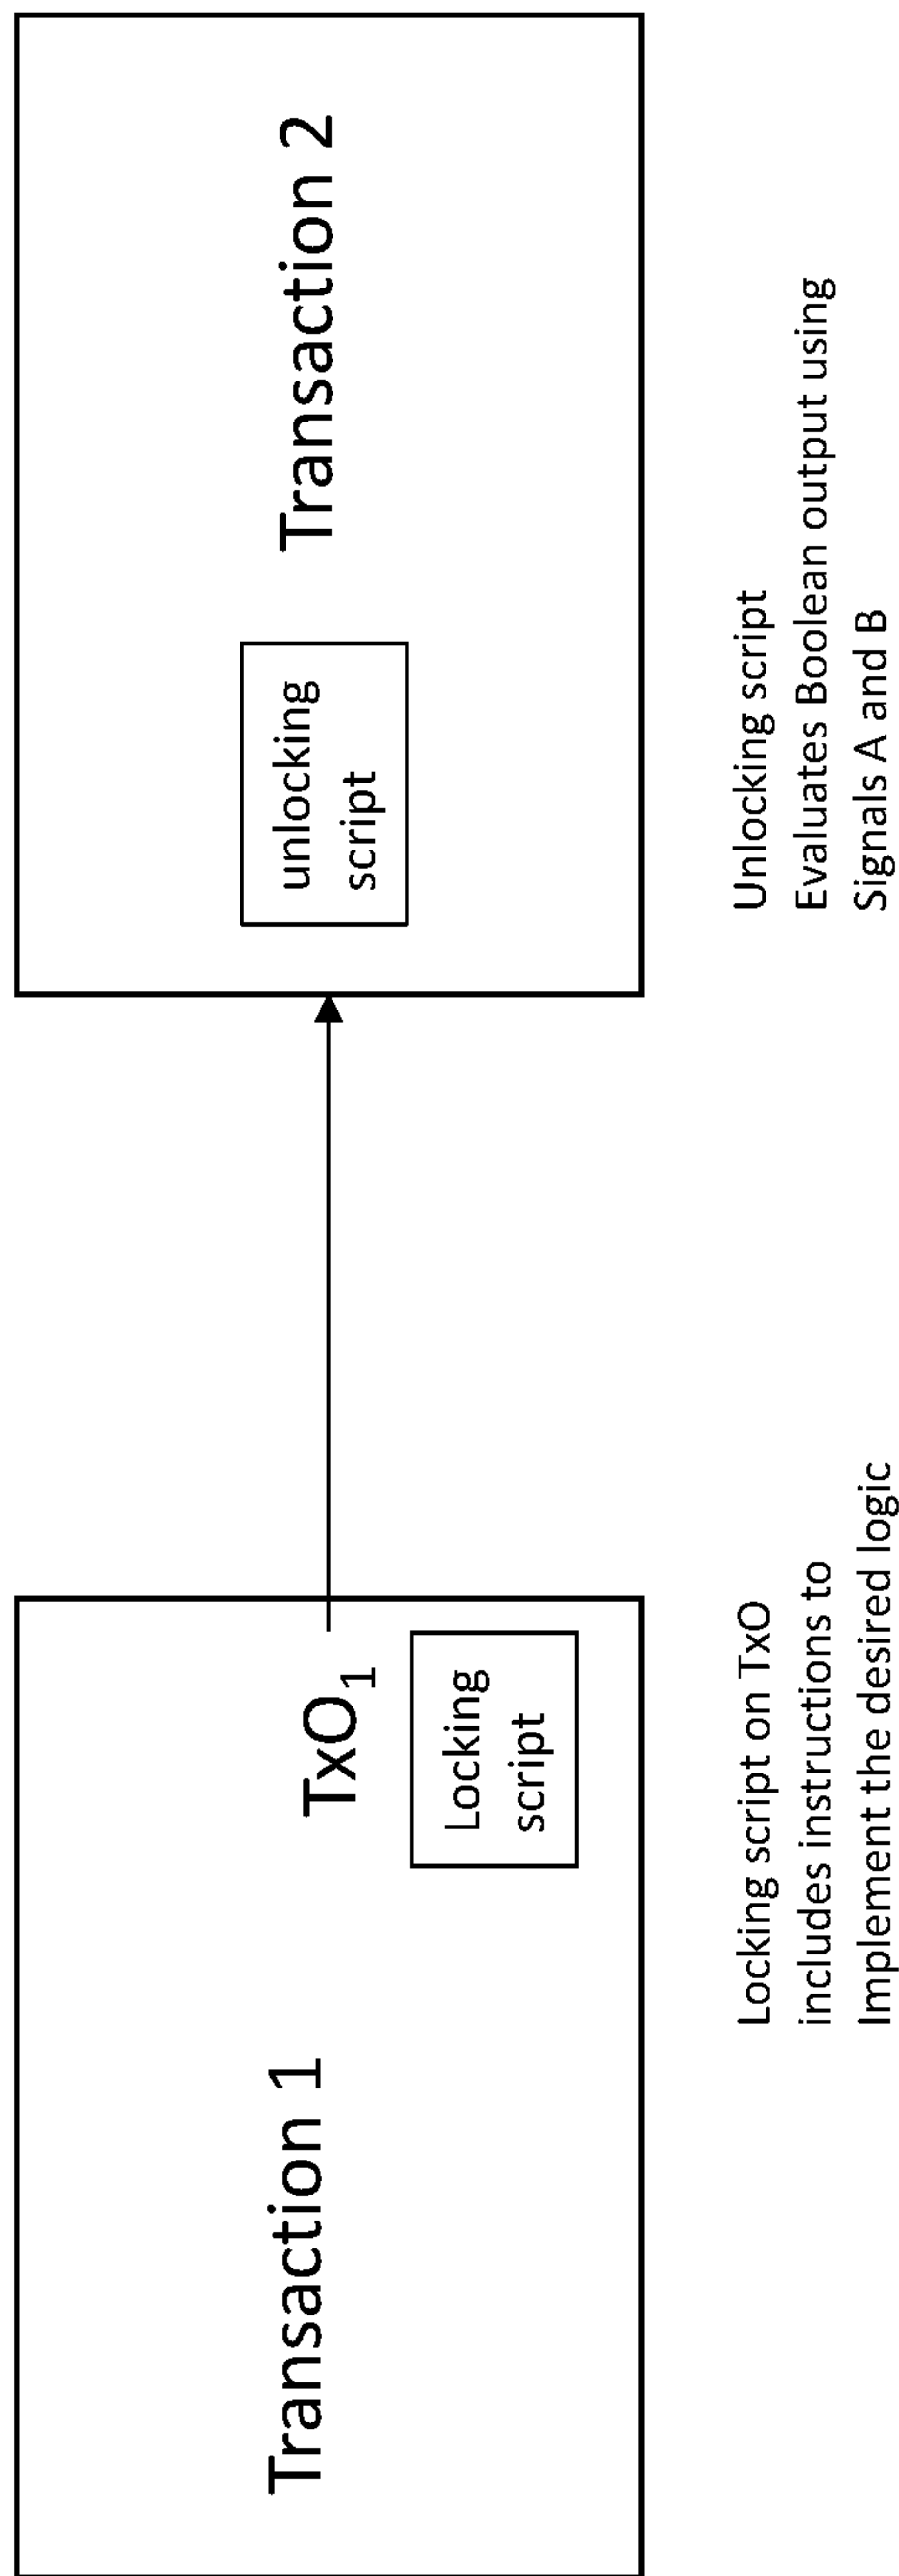 Transaction 1
TxO1
Locking
script
Locking script on TxO
includes instructions to
Implement the desired logic
unlocking
script
Transaction 2
Unlocking script
Evaluates Boolean output using
Signals A and B